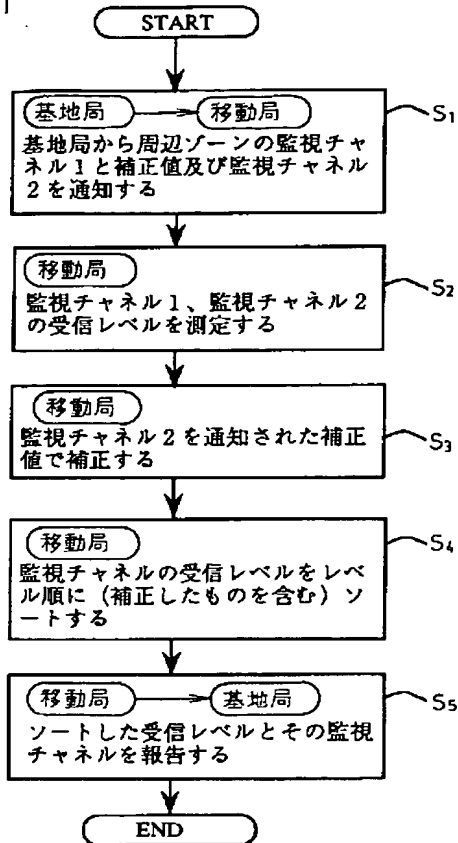 START
基地局 移動局
S1
基地局から周辺ゾーンの監視チャ
ネル1と補正値及び監視チャネル
2を通知する
移動局
S2
監視チャネル1、監視チャネル2
の受信レベルを測定する
移動局
監視チャネル2を通知された補正
S3
値で補正する
移動局
S4
監視チャネルの受信レベルをレベ
ル順に(補正したものを含む)ソ
ートする
移動局 基地局
S5
ソートした受信レベルとその監視
チャネルを報告する
END